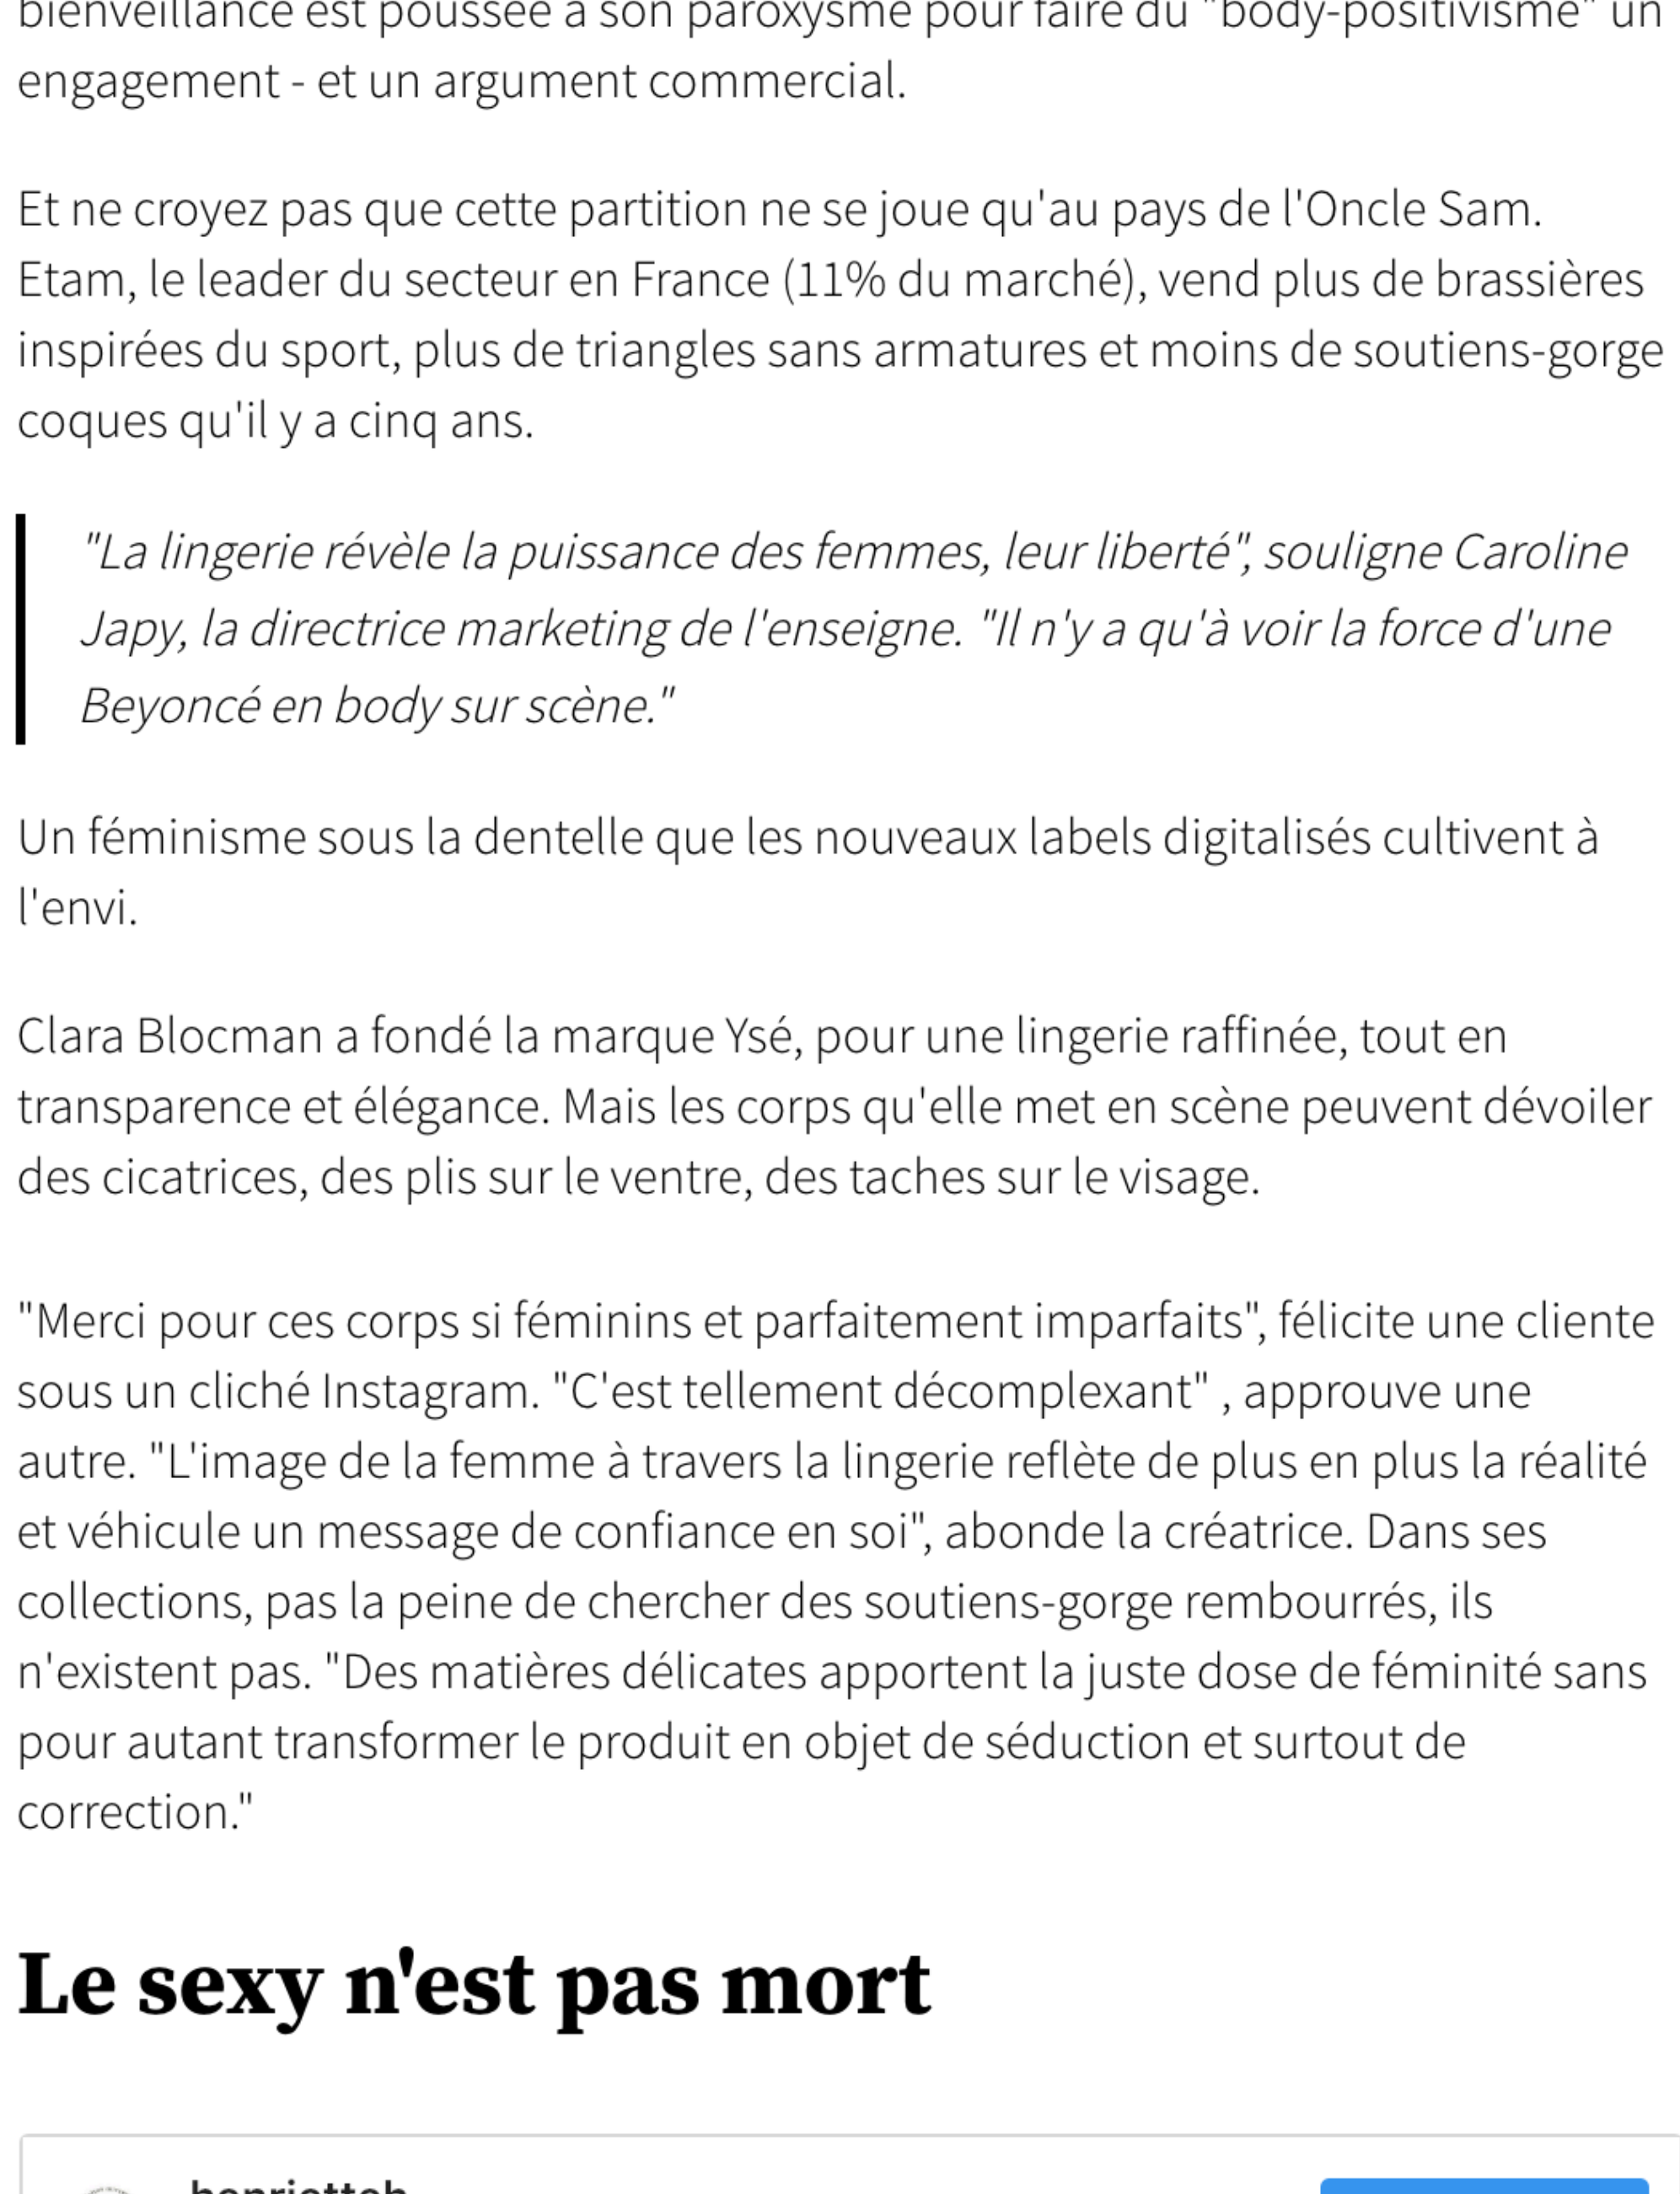 bienveillance est poussée à son paroxysme pour faire du "body-positivisme" un
engagement - et un argument commercial.
Et ne croyez pas que cette partition ne se joue qu'au pays de l'Oncle Sam.
Etam, le leader du secteur en France (11% du marché), vend plus de brassières
inspirées du sport, plus de triangles sans armatures et moins de soutiens-gorge
coques qu'il y a cinq ans.
"La lingerie révèle la puissance des femmes, leur liberté", souligne Caroline
Japy, la directrice marketing de l'enseigne. "Il n'y a qu'à voir la force d'une
Beyoncé en body sur scène."
Un féminisme sous la dentelle que les nouveaux labels digitalisés cultivent à
l'envi.
Clara Blocman a fondé la marque Ysé, pour une lingerie raffinée, tout en
transparence et élégance. Mais les corps qu'elle met en scène peuvent dévoiler
des cicatrices, des plis sur le ventre, des taches sur le visage.
"Merci pour ces corps si féminins et parfaitement imparfaits", félicite une cliente
sous un cliché Instagram. "C'est tellement décomplexant" , approuve une
autre. "L'image de la femme à travers la lingerie reflète de plus en plus la réalité
et véhicule un message de confiance en soi", abonde la créatrice. Dans ses
collections, pas la peine de chercher des soutiens-gorge rembourrés, ils
n'existent pas. "Des matières délicates apportent la juste dose de féminité sans
pour autant transformer le produit en objet de séduction et surtout de
correction."
Le sexy n'est pas mort